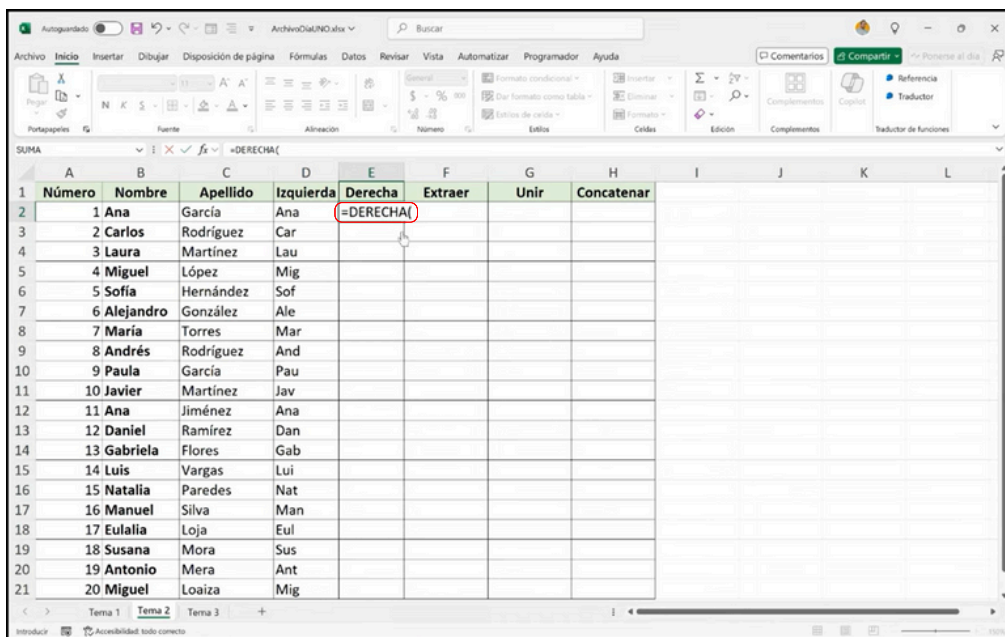 Autoguardado ArchivoDíaUNO.xlsx Buscar
Archivo Inicio Insertar Dibujar Disposición de página Fórmulas Datos Revisar Vista Automatizar Programador Ayuda Comentarios Compartir Ponerse al día
11 A A General Formato condicional Insertar Σ Referencia
Pegar N K S A $ % 000 Dar formato como tabla Eliminar Complementos Copilot Traductor
Estilos de celda Formato
Portapapeles Fuente Alineación Número Estilos Celdas Edición Complementos Traductor de funciones
SUMA fx =DERECHA(
A B C D E F G H I J K L
1 Número Nombre Apellido Izquierda Derecha Extraer Unir Concatenar
2 1 Ana García Ana =DERECHA(
3 2 Carlos Rodríguez Car
4 3 Laura Martínez Lau
5 4 Miguel López Mig
6 5 Sofía Hernández Sof
7 6 Alejandro González Ale
8 7 María Torres Mar
9 8 Andrés Rodríguez And
10 9 Paula García Pau
11 10 Javier Martínez Jav
12 11 Ana Jiménez Ana
13 12 Daniel Ramírez Dan
14 13 Gabriela Flores Gab
15 14 Luis Vargas Lui
16 15 Natalia Paredes Nat
17 16 Manuel Silva Man
18 17 Eulalia Loja Eul
19 18 Susana Mora Sus
20 19 Antonio Mera Ant
21 20 Miguel Loaiza Mig
Tema 1 Tema 2 Tema 3 +
Introducir Accesibilidad: todo correcto